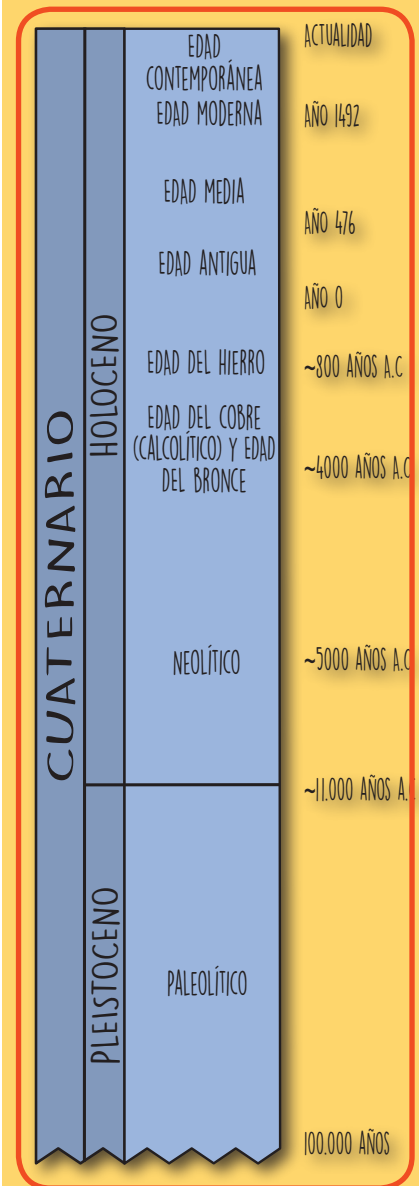 EDAD
CONTEMPORÁNEA
EDAD MODERNA
EDAD MEDIA
EDAD ANTIGUA
EDAD DEL HIERRO
EDAD DEL COBRE
(CALCOLÍTICO) Y EDAD
DEL BRONCE
NEOLÍTICO
PALEOLÍTICO
ACTUALIDAD
AÑO 1492
AÑO 476
AÑO 0
~800 AÑOS A.C
~4000 AÑOS A.C
~5000 AÑOS A.C
~11.000 AÑOS A.C
100.000 AÑOS
HOLOCENO
PLEISTOCENO
CUATERNARIO